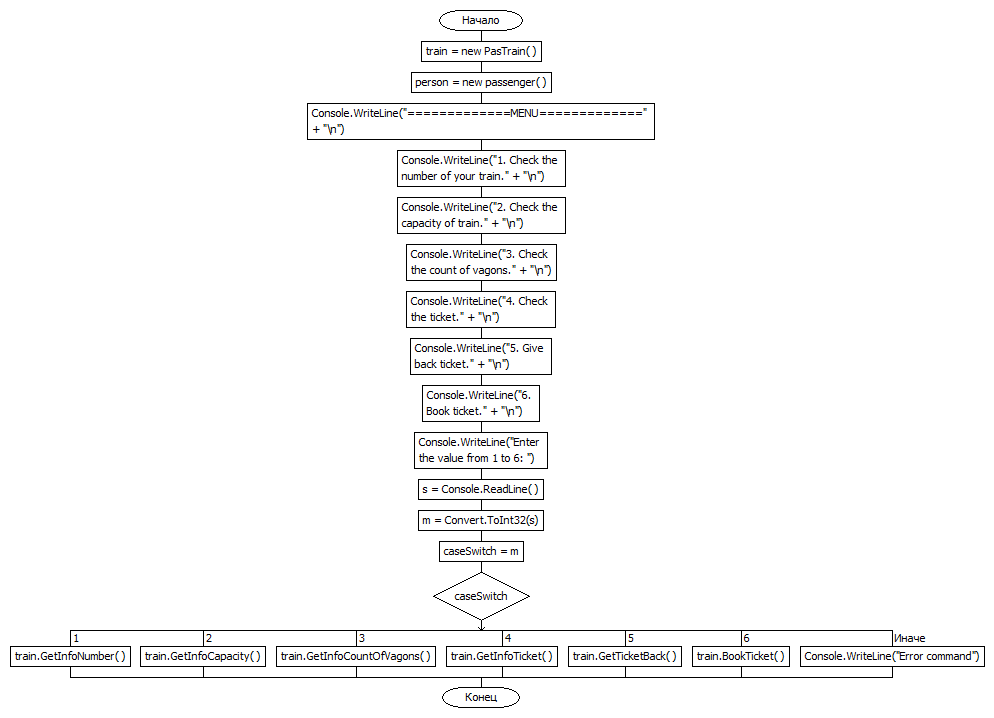 Начало
train = new PasTrain( )
person = new passenger( )
Console.WriteLine("=============MENU============="
+ "\n")
Console.WriteLine("1. Check the
number of your train." + "\n")
Console.WriteLine("2. Check the
capacity of train." + "\n")
Console.WriteLine("3. Check
the count of vagons." + "\n")
Console.WriteLine("4. Check
the ticket." + "\n")
Console.WriteLine("5. Give
back ticket." + "\n")
Console.WriteLine("6.
Book ticket." + "\n")
Console.WriteLine("Enter
the value from 1 to 6: ")
s = Console.ReadLine( )
m = Convert.ToInt32(s)
caseSwitch = m
caseSwitch
1 2 3 4 5 6 Иначе
train.GetInfoNumber( ) train.GetInfoCapacity( ) train.GetInfoCountOfVagons( ) train.GetInfoTicket( ) train.GetTicketBack( ) train.BookTicket( ) Console.WriteLine("Error command")
Конец